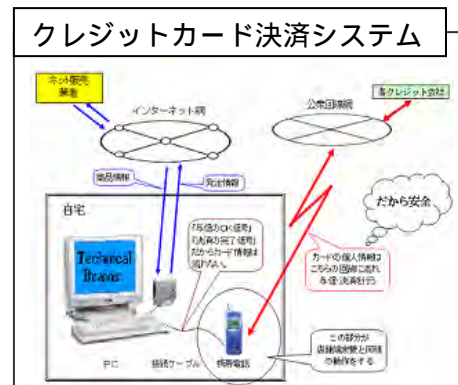 クレジットカード決済システム
ネット販売
業者
インターネット網
公衆回線網
各クレジット会社
商品情報
発注情報
だから安全
自宅
「与信のOK信号」
「決済の完了信号」
だからカード情報は
流れない。
カードの個人情報は
こちらの回線に流れ
与信・決済を行う
Technical
Brains
この部分が
店舗端末機と同様
の動作をする
PC
接続ケーブル
携帯電話